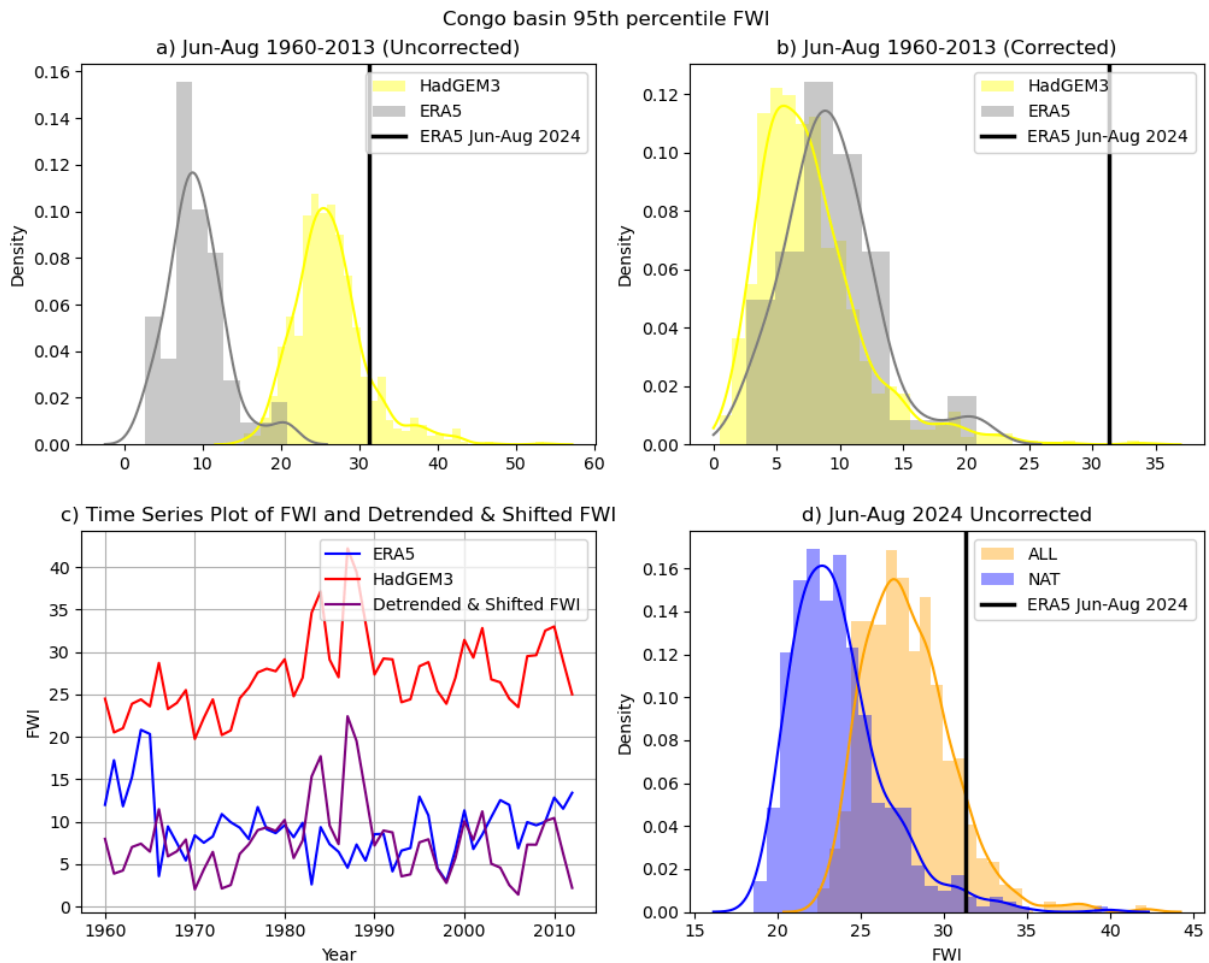 Congo basin 95th percentile FWI
a) Jun-Aug 1960-2013 (Uncorrected)
0.16
0.14
0.12
0.10
0.08
0.06
0.04
0.02
0.00
Density
0 10 20 30 40 50 60
HadGEM3
ERA5
ERA5 Jun-Aug 2024
b) Jun-Aug 1960-2013 (Corrected)
0.12
0.10
0.08
0.06
0.04
0.02
0.00
Density
0 5 10 15 20 25 30 35
HadGEM3
ERA5
ERA5 Jun-Aug 2024
c) Time Series Plot of FWI and Detrended & Shifted FWI
40
35
30
25
20
15
10
5
0
FWI
1960 1970 1980 1990 2000 2010
Year
ERA5
HadGEM3
Detrended & Shifted FWI
d) Jun-Aug 2024 Uncorrected
0.16
0.14
0.12
0.10
0.08
0.06
0.04
0.02
0.00
Density
15 20 25 30 35 40 45
FWI
ALL
NAT
ERA5 Jun-Aug 2024